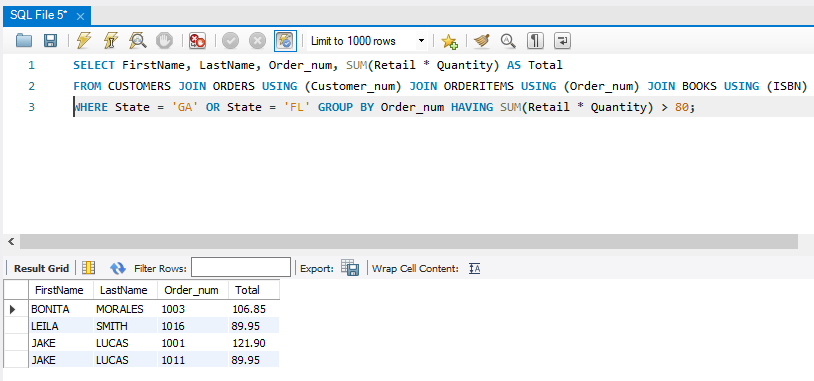 SQL File 5*
Limit to 1000 rows
1 SELECT FirstName, LastName, Order_num, SUM(Retail * Quantity) AS Total
2 FROM CUSTOMERS JOIN ORDERS USING (Customer_num) JOIN ORDERITEMS USING (Order_num) JOIN BOOKS USING (ISBN)
3 WHERE State = 'GA' OR State = 'FL' GROUP BY Order_num HAVING SUM(Retail * Quantity) > 80;
Result Grid Filter Rows: Export: Wrap Cell Content:
FirstName LastName Order_num Total
BONITA MORALES 1003 106.85
LEILA SMITH 1016 89.95
JAKE LUCAS 1001 121.90
JAKE LUCAS 1011 89.95